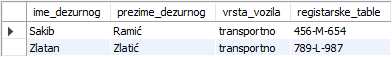 ime_dezurnog prezime_dezurnog vrsta_vozila registarske_table
Sakib Ramić transportno 456-M-654
Zlatan Zlatić transportno 789-L-987